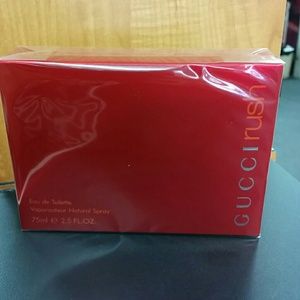 GUCCI rush
Eau de Toilette
Vaporisateur Natural Spray
75ml ℮ 2.5 FL.OZ.